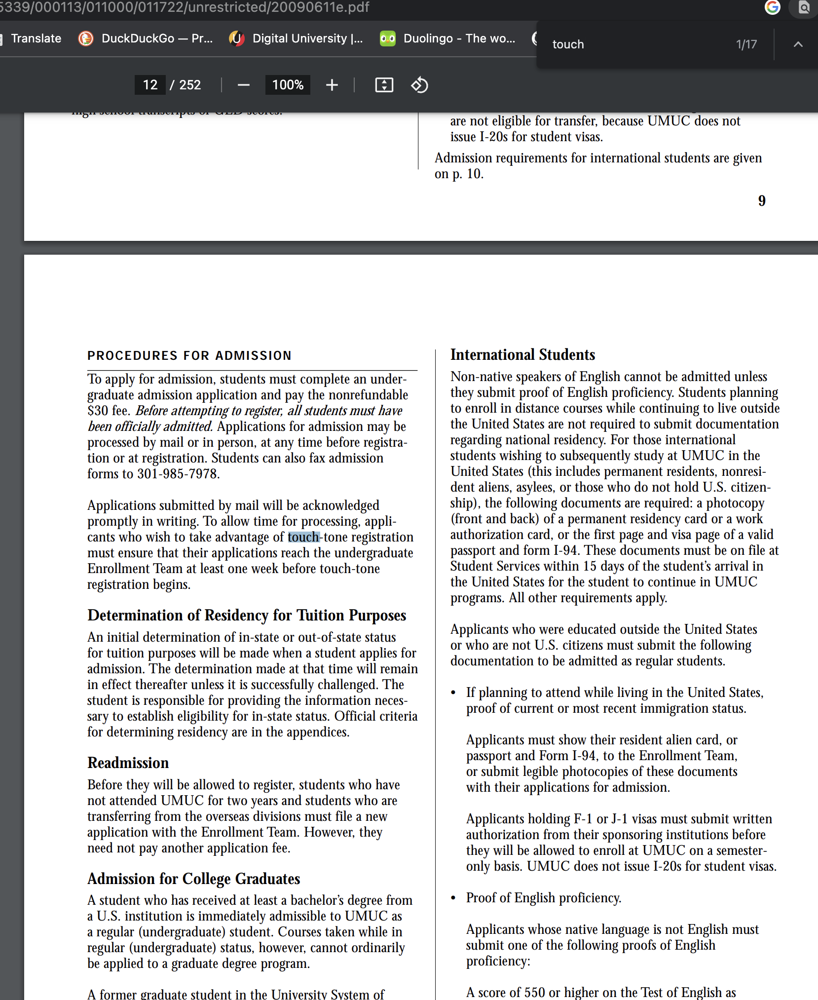 5339/000113/011000/011722/unrestricted/20090611e.pdf
Translate
DuckDuckGo — Pr...
Digital University |...
Duolingo - The wo...
touch
1/17
12 / 252
100%
high school transcripts or GED scores.
are not eligible for transfer, because UMUC does not
issue I-20s for student visas.
Admission requirements for international students are given
on p. 10.
9
PROCEDURES FOR ADMISSION
To apply for admission, students must complete an under-
graduate admission application and pay the nonrefundable
$30 fee. Before attempting to register, all students must have
been officially admitted. Applications for admission may be
processed by mail or in person, at any time before registra-
tion or at registration. Students can also fax admission
forms to 301-985-7978.
Applications submitted by mail will be acknowledged
promptly in writing. To allow time for processing, appli-
cants who wish to take advantage of touch-tone registration
must ensure that their applications reach the undergraduate
Enrollment Team at least one week before touch-tone
registration begins.
Determination of Residency for Tuition Purposes
An initial determination of in-state or out-of-state status
for tuition purposes will be made when a student applies for
admission. The determination made at that time will remain
in effect thereafter unless it is successfully challenged. The
student is responsible for providing the information neces-
sary to establish eligibility for in-state status. Official criteria
for determining residency are in the appendices.
Readmission
Before they will be allowed to register, students who have
not attended UMUC for two years and students who are
transferring from the overseas divisions must file a new
application with the Enrollment Team. However, they
need not pay another application fee.
Admission for College Graduates
A student who has received at least a bachelor’s degree from
a U.S. institution is immediately admissible to UMUC as
a regular (undergraduate) student. Courses taken while in
regular (undergraduate) status, however, cannot ordinarily
be applied to a graduate degree program.
A former graduate student in the University System of
International Students
Non-native speakers of English cannot be admitted unless
they submit proof of English proficiency. Students planning
to enroll in distance courses while continuing to live outside
the United States are not required to submit documentation
regarding national residency. For those international
students wishing to subsequently study at UMUC in the
United States (this includes permanent residents, nonresi-
dent aliens, asylees, or those who do not hold U.S. citizen-
ship), the following documents are required: a photocopy
(front and back) of a permanent residency card or a work
authorization card, or the first page and visa page of a valid
passport and form I-94. These documents must be on file at
Student Services within 15 days of the student’s arrival in
the United States for the student to continue in UMUC
programs. All other requirements apply.
Applicants who were educated outside the United States
or who are not U.S. citizens must submit the following
documentation to be admitted as regular students.
• If planning to attend while living in the United States,
proof of current or most recent immigration status.
Applicants must show their resident alien card, or
passport and Form I-94, to the Enrollment Team,
or submit legible photocopies of these documents
with their applications for admission.
Applicants holding F-1 or J-1 visas must submit written
authorization from their sponsoring institutions before
they will be allowed to enroll at UMUC on a semester-
only basis. UMUC does not issue I-20s for student visas.
• Proof of English proficiency.
Applicants whose native language is not English must
submit one of the following proofs of English
proficiency:
A score of 550 or higher on the Test of English as